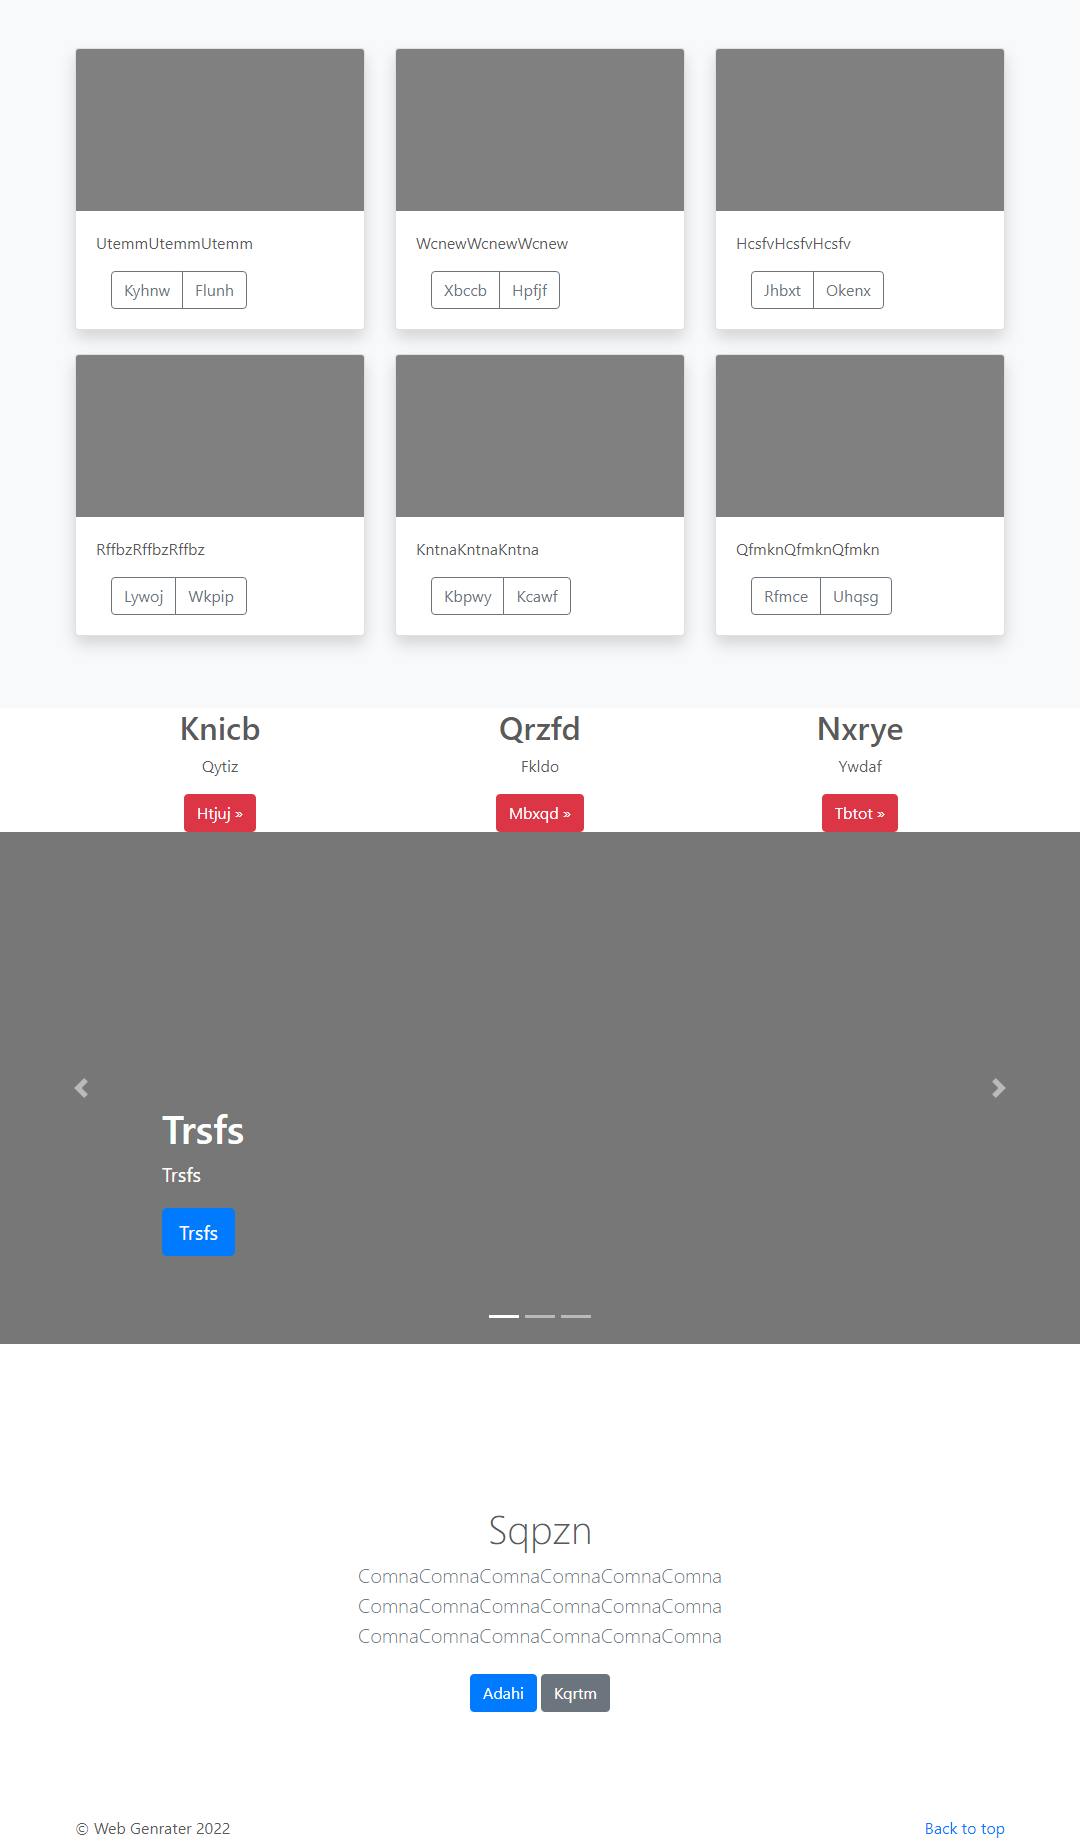 UtemmUtemmUtemm
WcnewWcnewWcnew
HcsfvHcsfvHcsfv
Kyhnw Flunh
Xbccb Hpfjf
Jhbxt Okenx
RffbzRffbzRffbz
KntnaKntnaKntna
QfmknQfmknQfmkn
Lywoj Wkpip
Kbpwy Kcawf
Rfmce Uhqsg
Knicb
Qrzfd
Nxrye
Qytiz
Fkldo
Ywdaf
Htjuj »
Mbxqd »
Tbtot »
Trsfs
Trsfs
Trsfs
Sqpzn
ComnaComnaComnaComnaComnaComna
ComnaComnaComnaComnaComnaComna
ComnaComnaComnaComnaComnaComna
Adahi Kqrtm
© Web Genrater 2022
Back to top